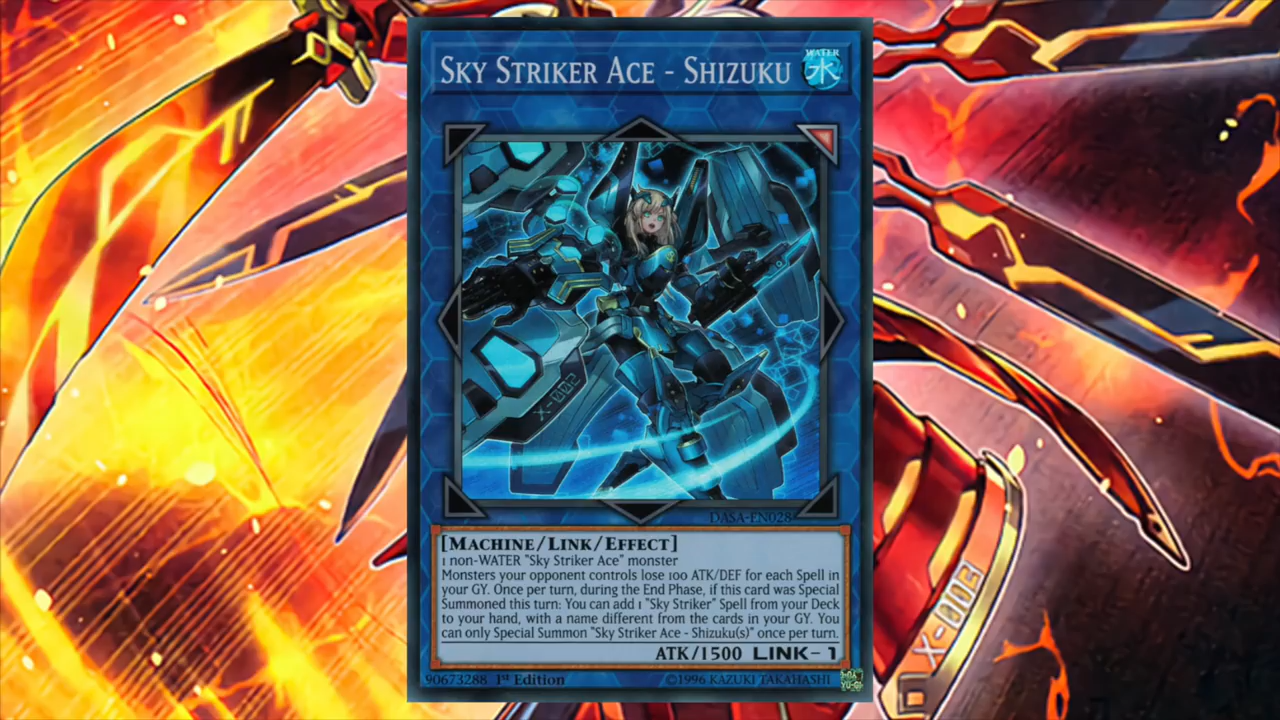 Sky Striker Ace - Shizuku
WATER
水
X-002
DASA-EN028
[Machine/Link/Effect]
1 non-WATER "Sky Striker Ace" monster
Monsters your opponent controls lose 100 ATK/DEF for each Spell in
your GY. Once per turn, during the End Phase, if this card was Special
Summoned this turn: You can add 1 "Sky Striker" Spell from your Deck
to your hand, with a name different from the cards in your GY. You
can only Special Summon "Sky Striker Ace - Shizuku(s)" once per turn.
ATK/1500 LINK-1
90673288 1st Edition
©1996 KAZUKI TAKAHASHI
X-003